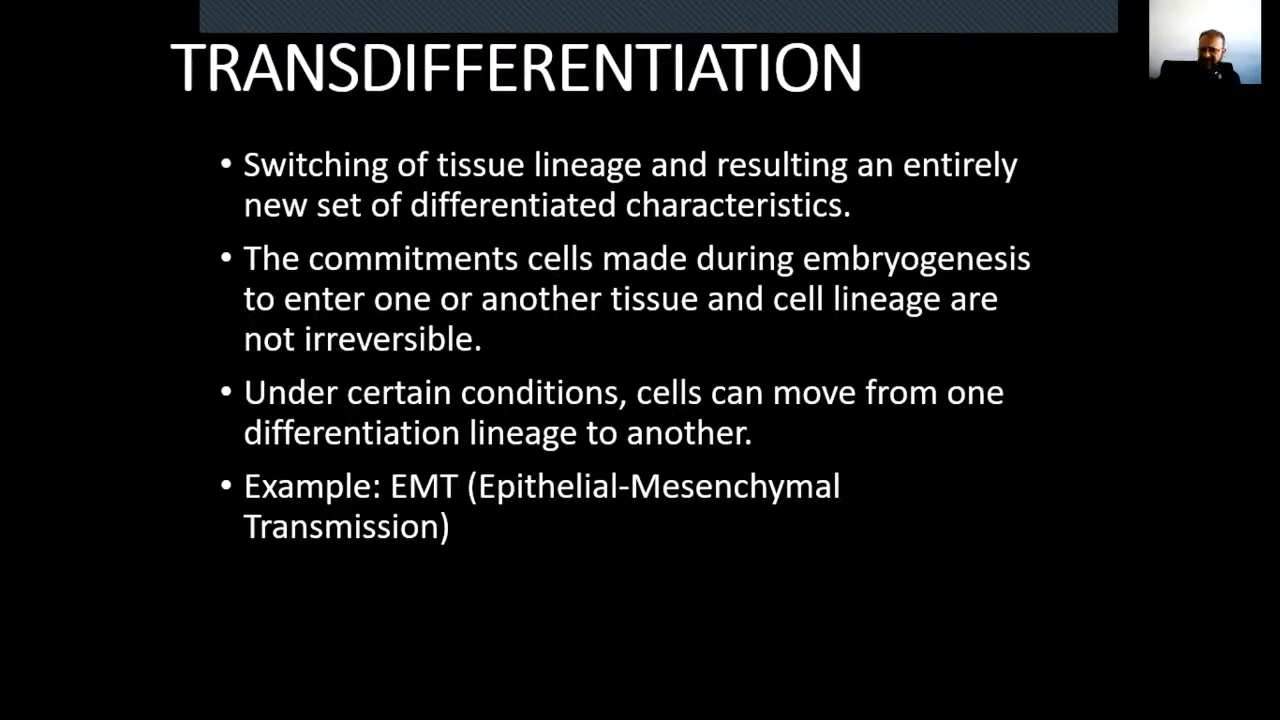 TRANSDIFFERENTIATION
• Switching of tissue lineage and resulting an entirely
new set of differentiated characteristics.
• The commitments cells made during embryogenesis
to enter one or another tissue and cell lineage are
not irreversible.
• Under certain conditions, cells can move from one
differentiation lineage to another.
• Example: EMT (Epithelial-Mesenchymal
Transmission)